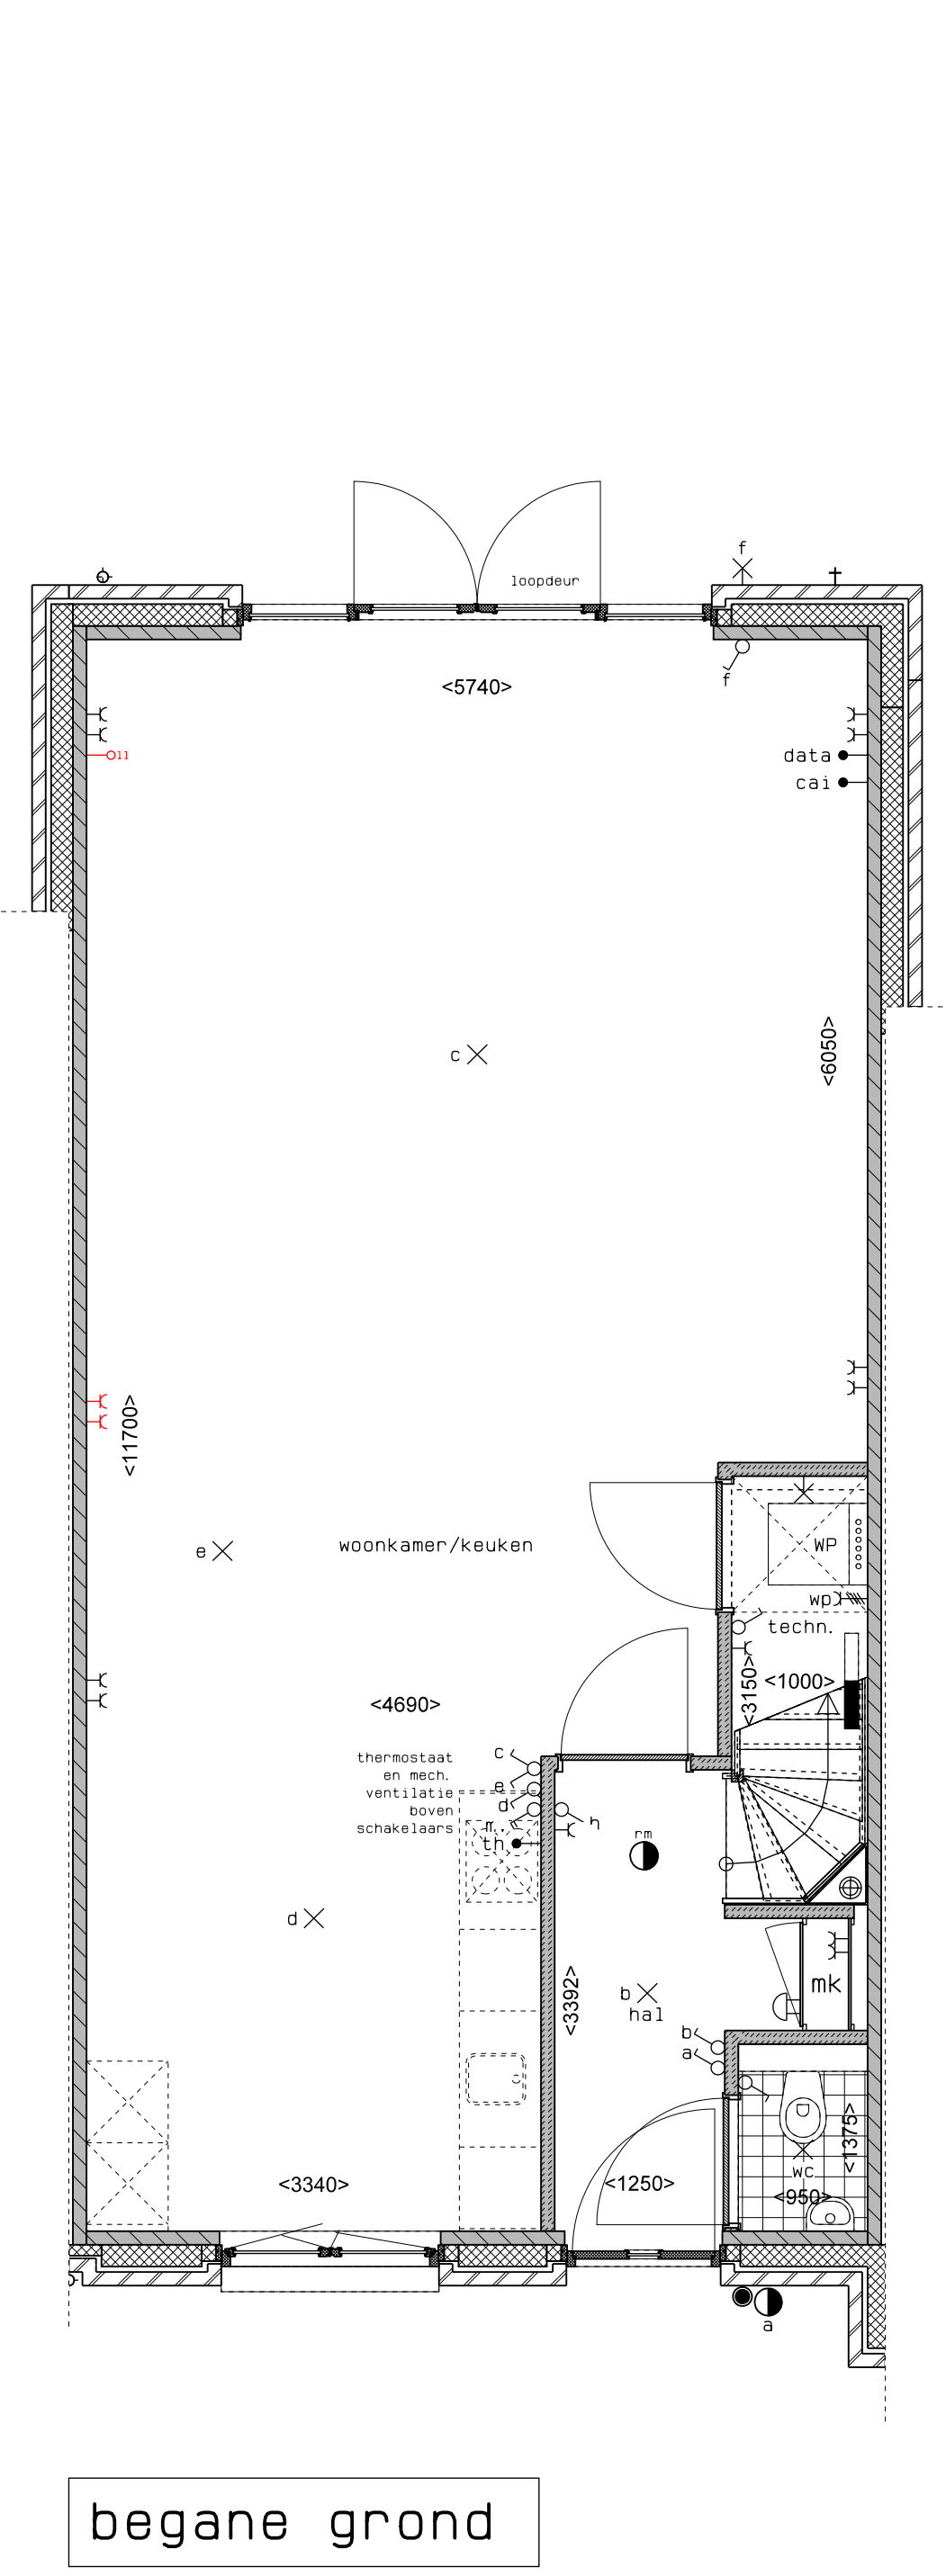 f
loopdeur
<5740>
f
11
data
cai
c
<6050>
<11700>
e
woonkamer/keuken
WP
wp
techn.
<3150>
<1000>
<4690>
thermostaat
en mech.
ventilatie
boven
schakelaars
c
e
d
m.v.
th
h
rm
d
<3392>
b
hal
mk
b
a
<1375>
wc
<950>
<3340>
<1250>
a
begane grond